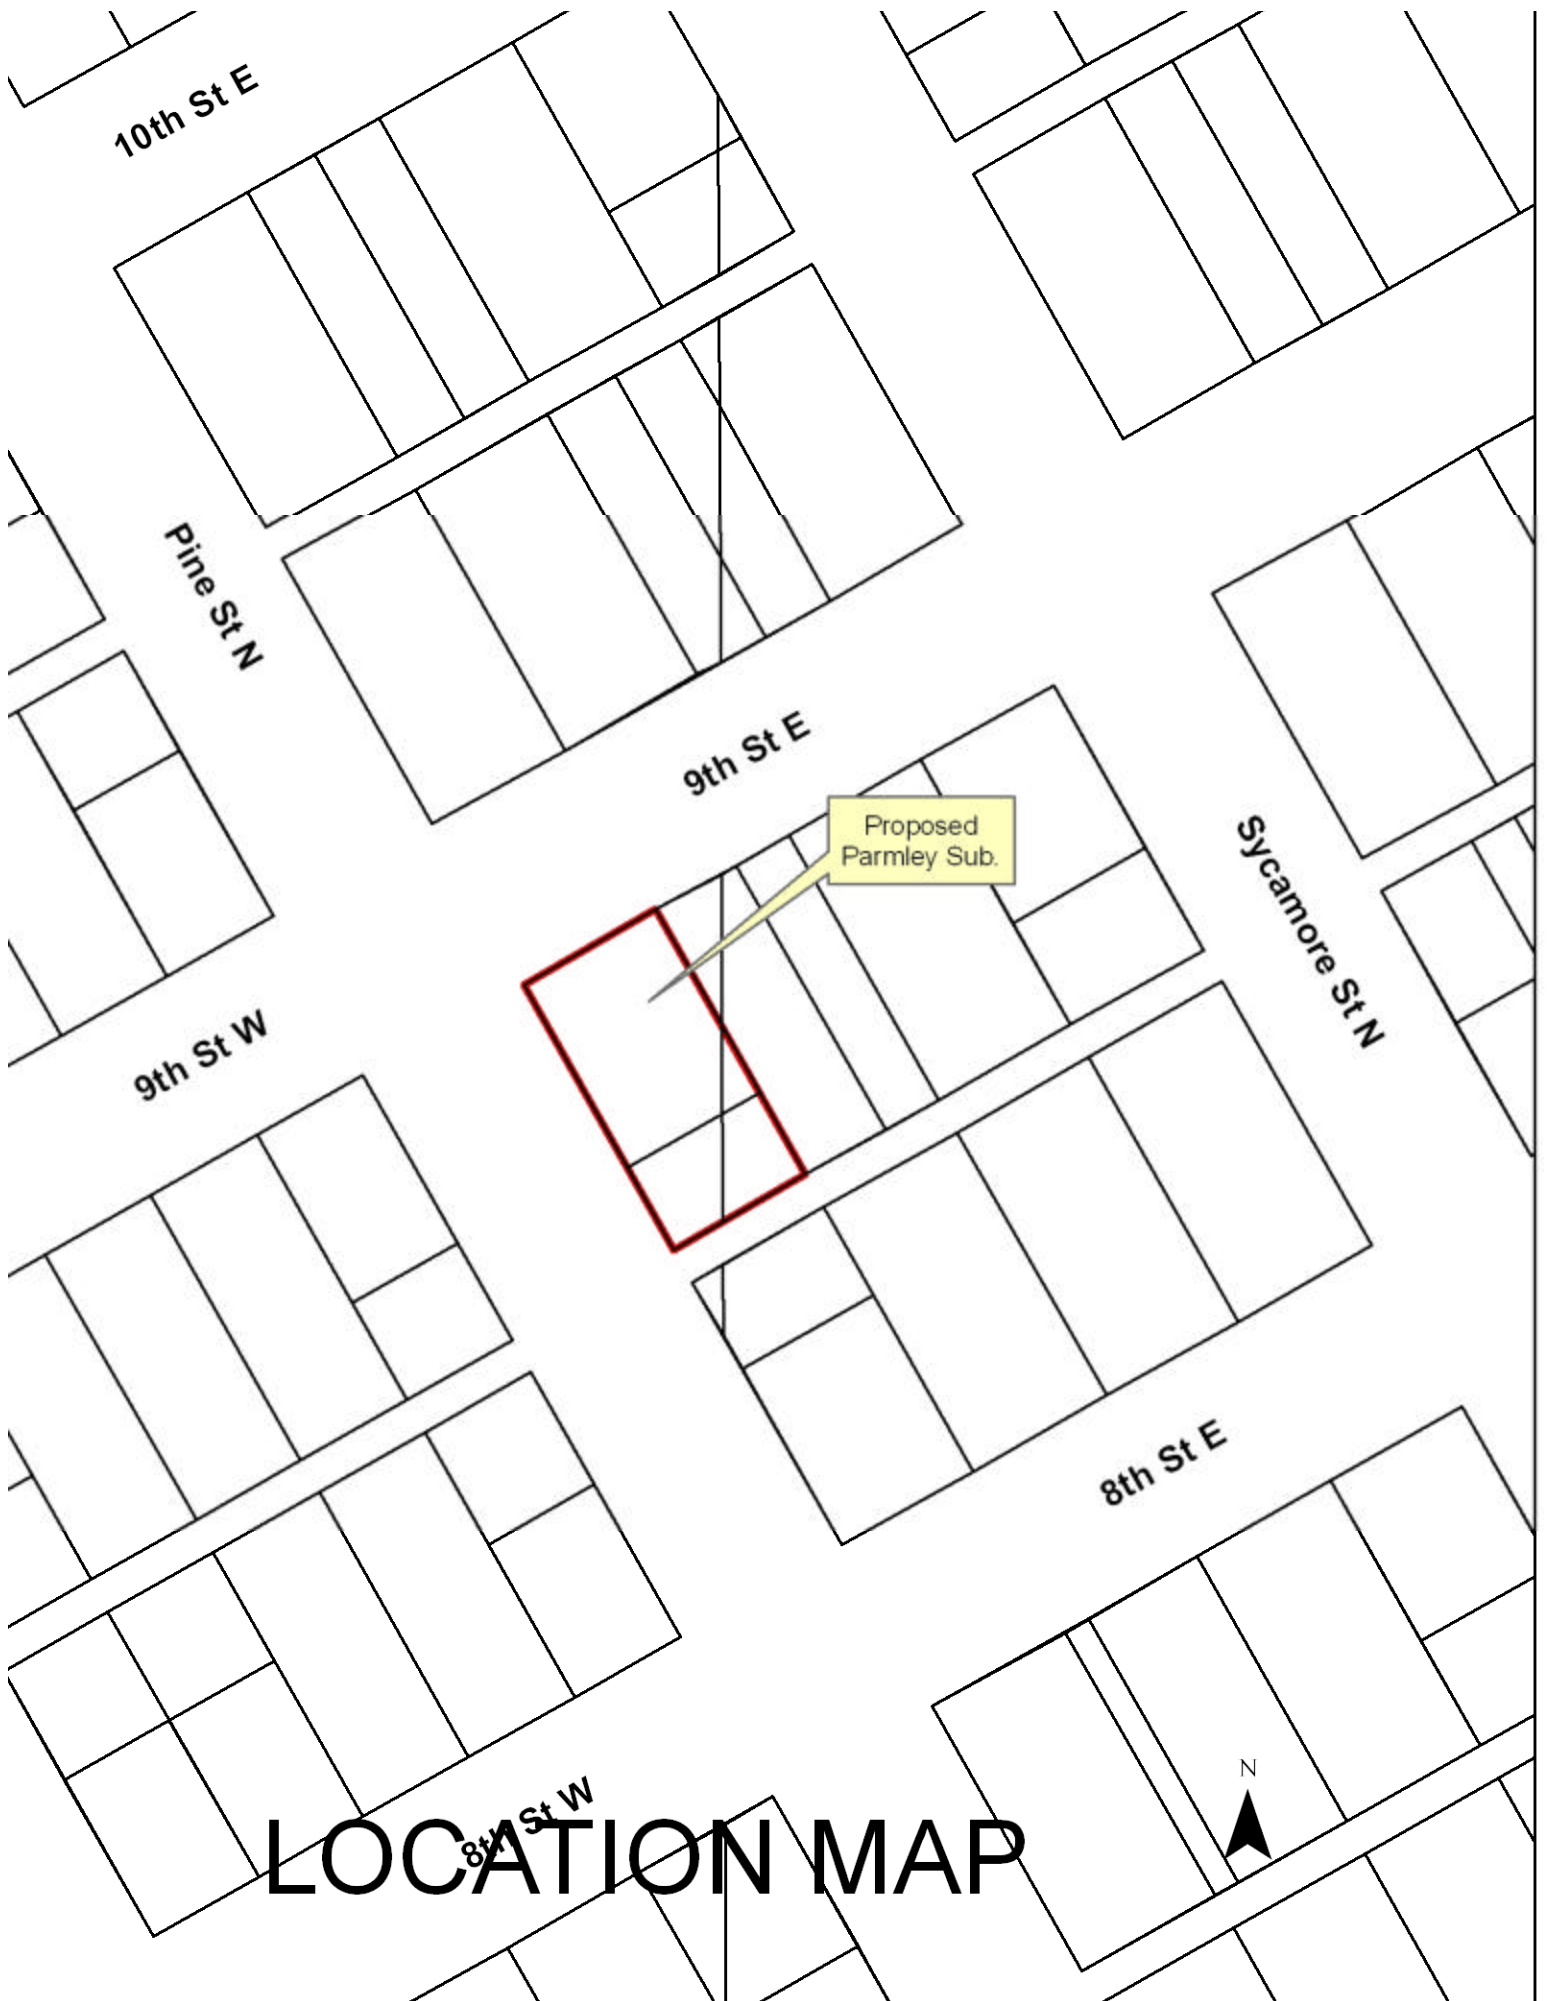 10th St E
Pine St N
9th St E
Proposed
Parmley Sub.
Sycamore St N
9th St W
8th St E
N
8th St W
LOCATION MAP